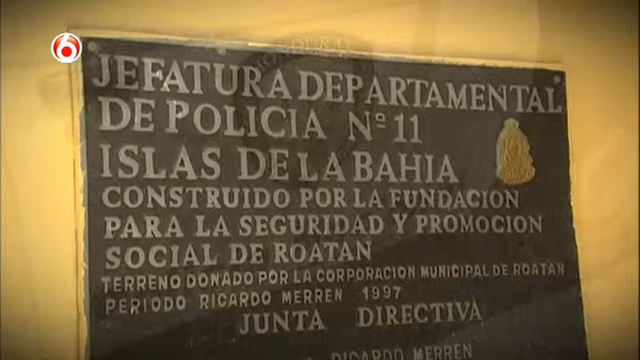 6
JEFATURA DEPARTAMENTAL
DE POLICIA Nº 11
ISLAS DE LA BAHIA
CONSTRUIDO POR LA FUNDACION
PARA LA SEGURIDAD Y PROMOCION
SOCIAL DE ROATAN
TERRENO DONADO POR LA CORPORACION MUNICIPAL DE ROATAN
PERIODO RICARDO MERREN 1997
JUNTA DIRECTIVA
RICARDO MERREN